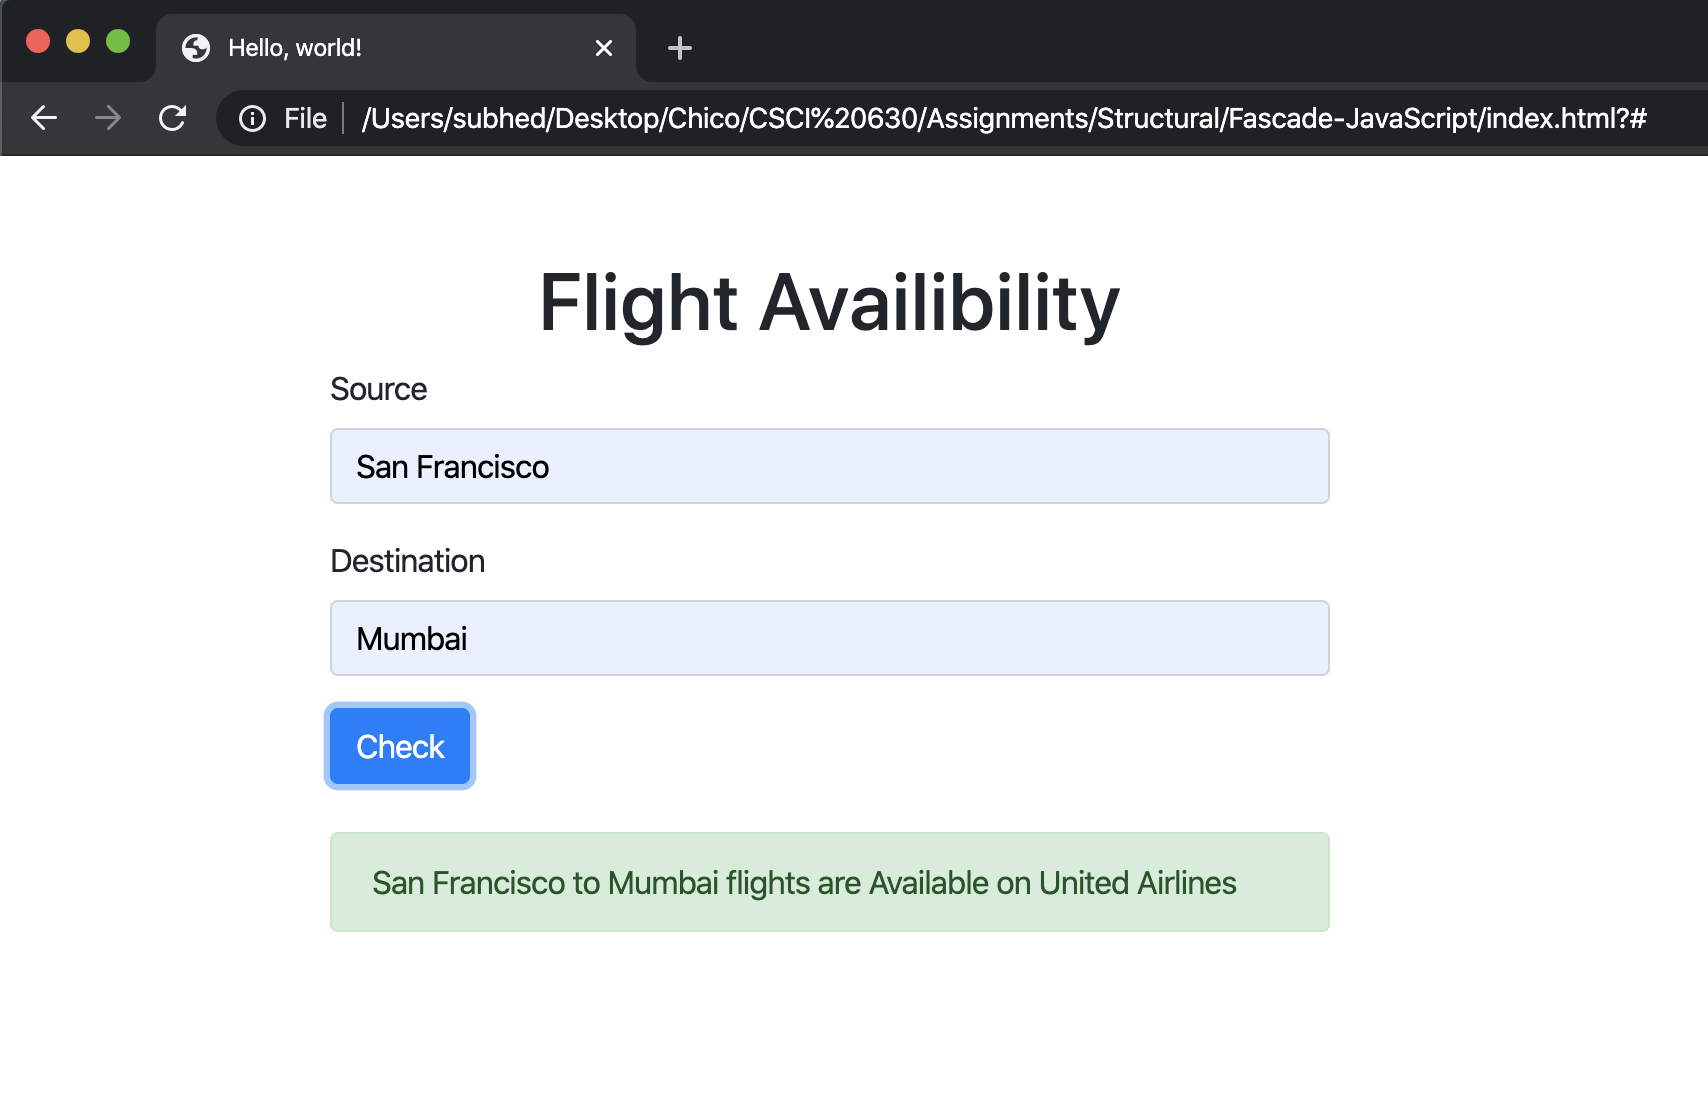 Hello, world!
File /Users/subhed/Desktop/Chico/CSCI%20630/Assignments/Structural/Fascade-JavaScript/index.html?#
Flight Availibility
Source
San Francisco
Destination
Mumbai
Check
San Francisco to Mumbai flights are Available on United Airlines